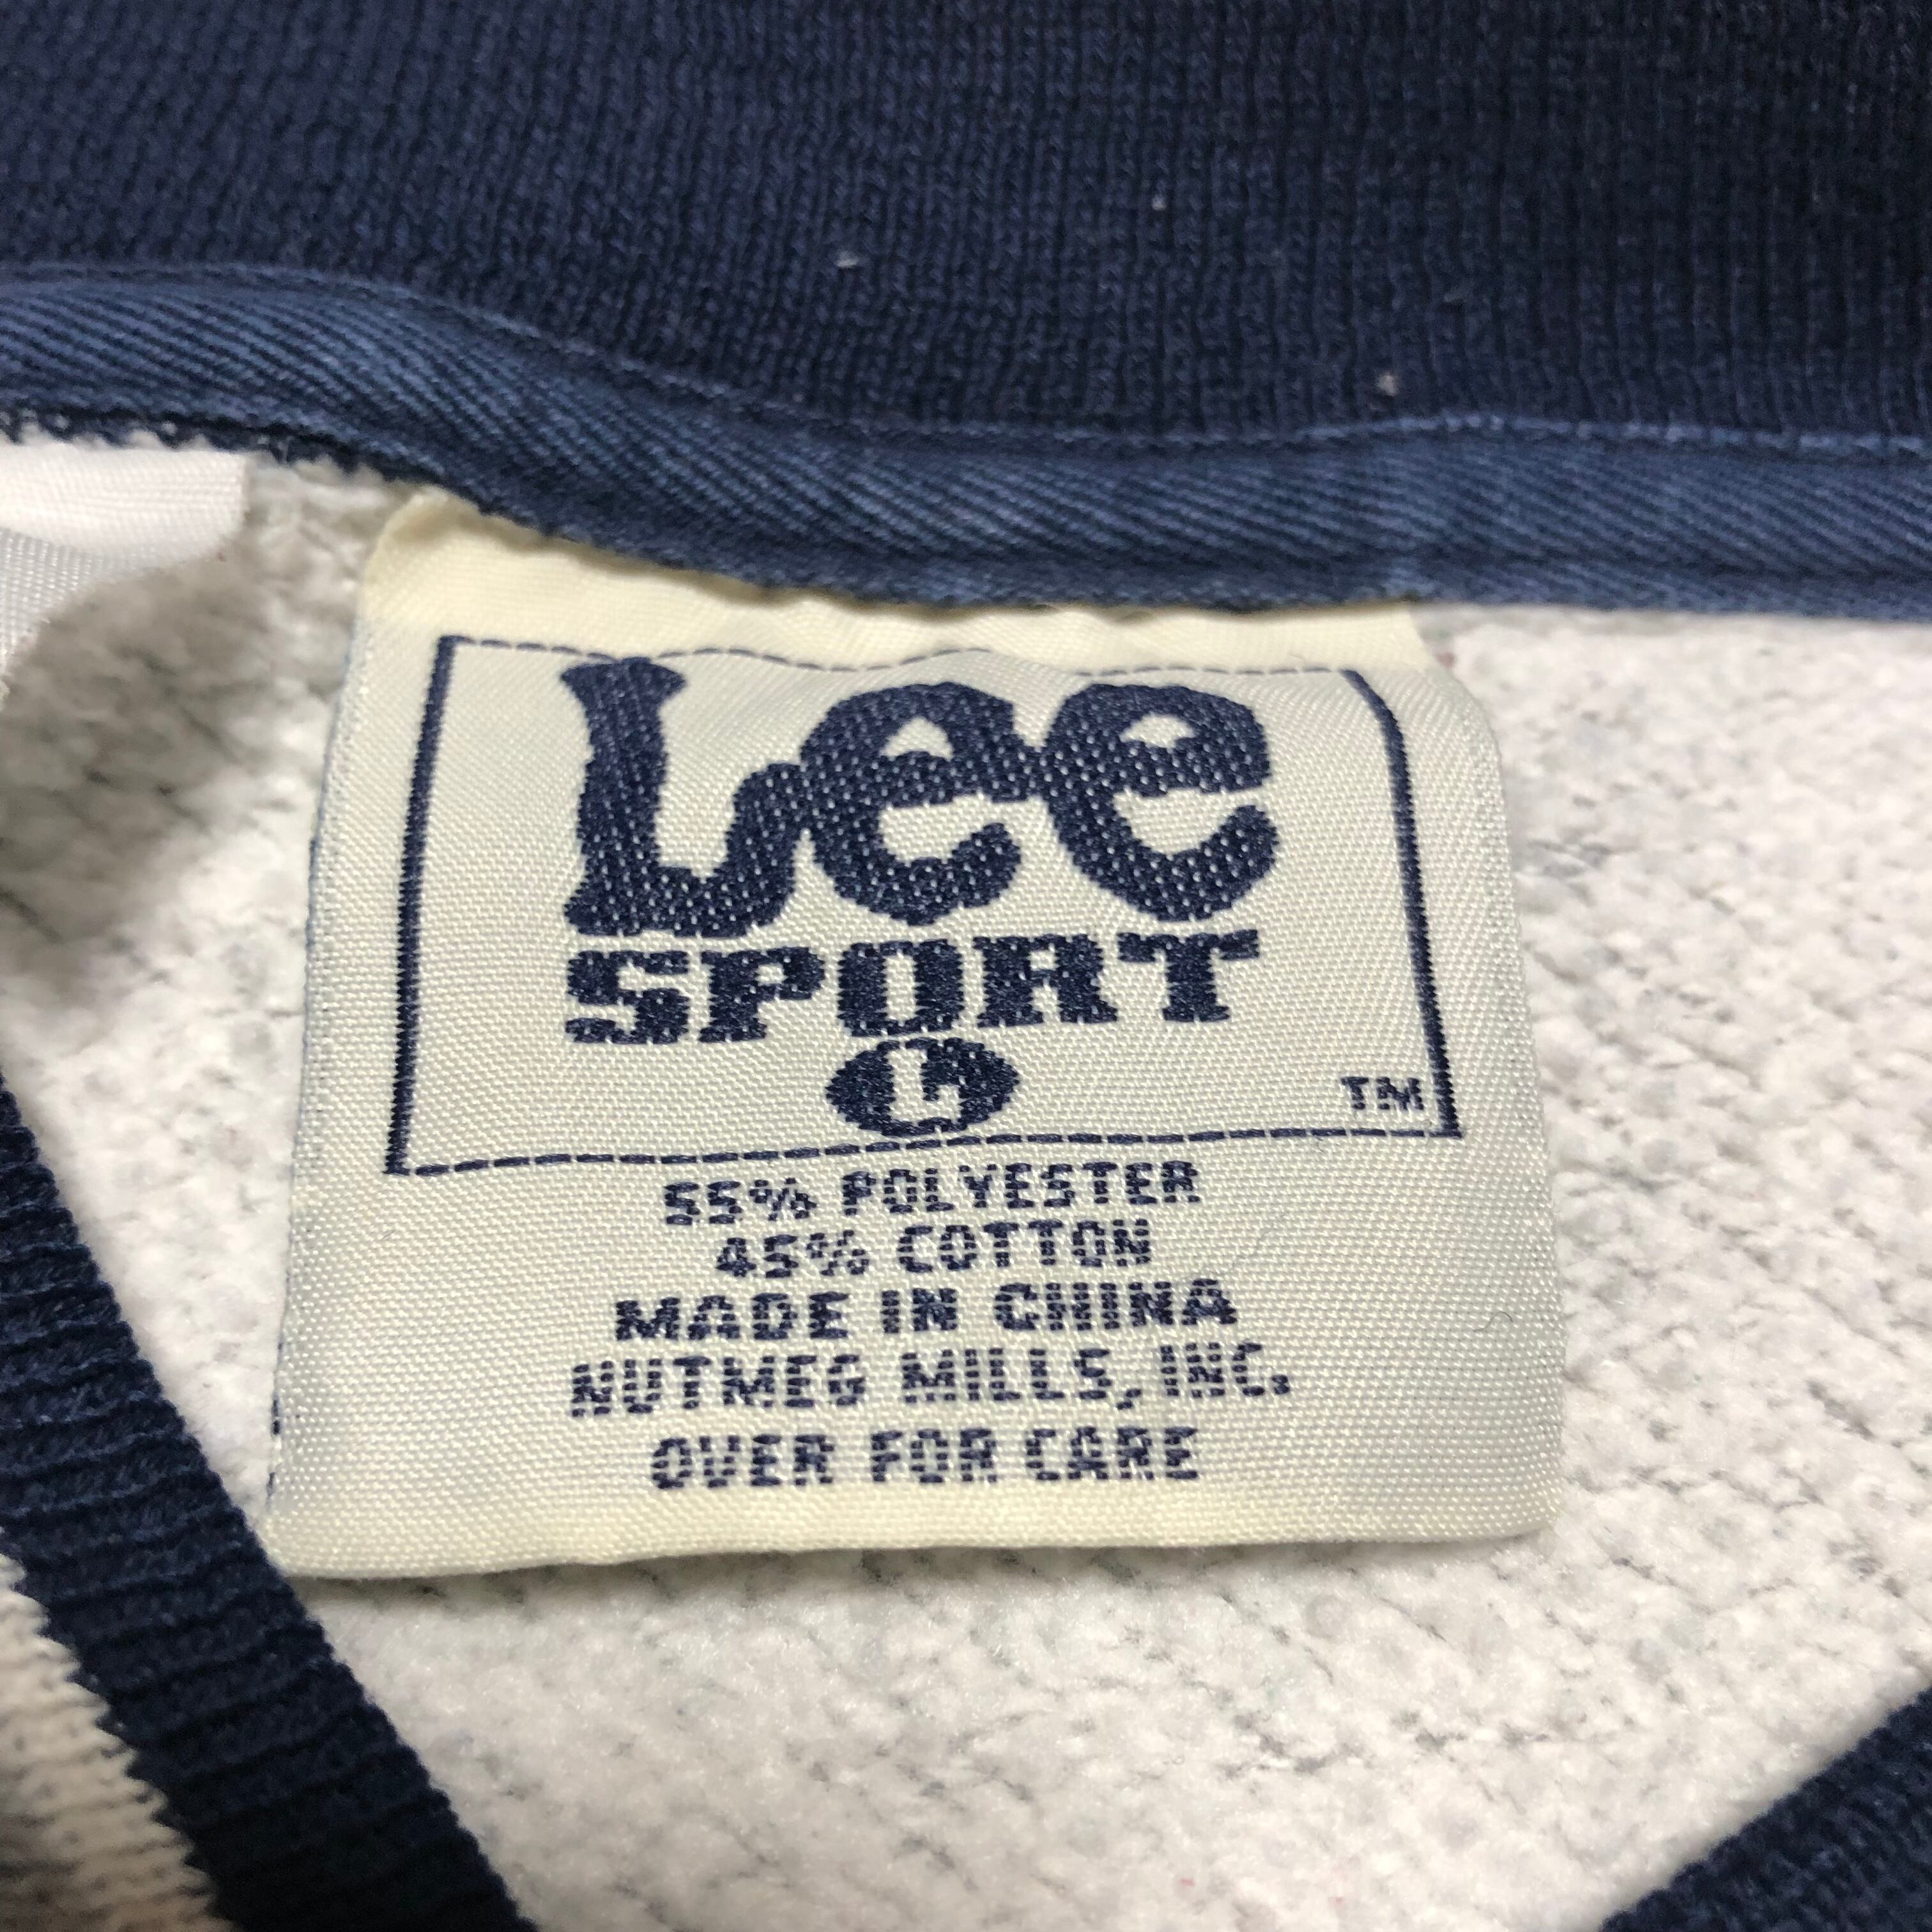 Lee
SPORT
L
TM
55% POLYESTER
45% COTTON
MADE IN CHINA
NUTMEG MILLS, INC.
OVER FOR CARE